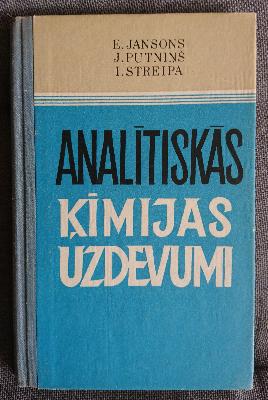 E. JANSONS
J. PUTNIŅŠ
I. STREIPA
ANALĪTISKĀS
ĶĪMIJAS
UZDEVUMI